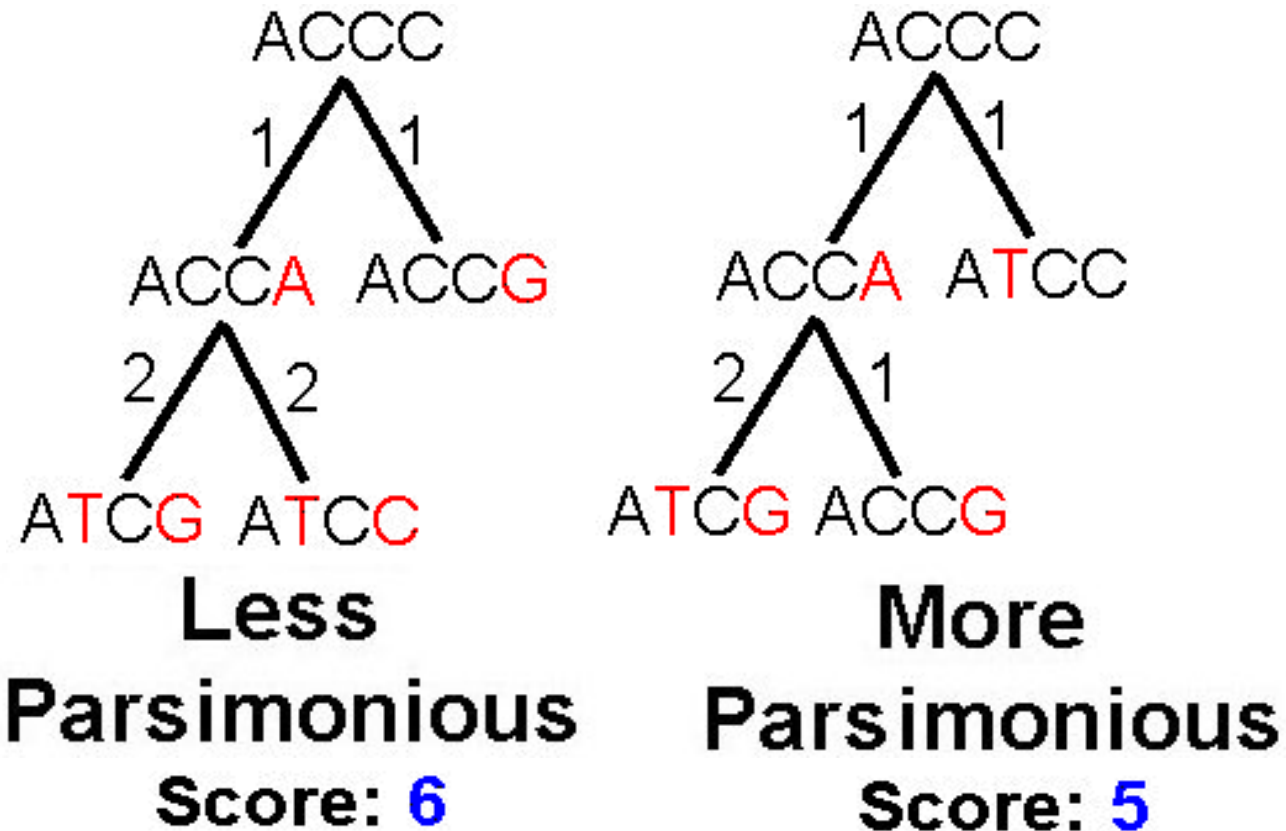 ACCC
1 1
ACCA ACCG
2 2
ATCG ATCC
Less
Parsimonious
Score: 6
ACCC
1 1
ACCA ATCC
2 1
ATCG ACCG
More
Parsimonious
Score: 5